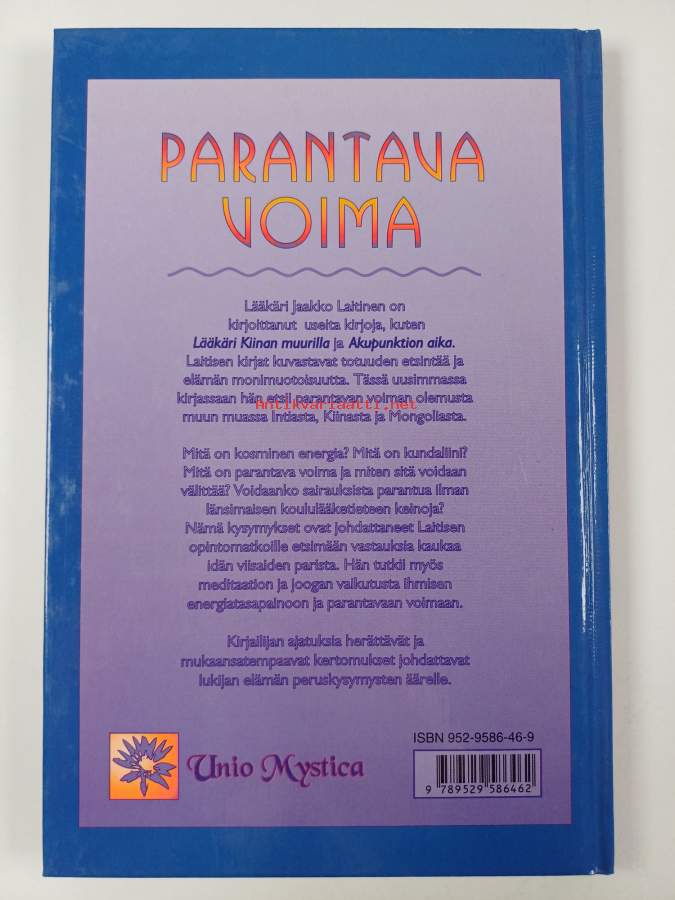 PARANTAVA
VOIMA
Lääkäri Jaakko Laitinen on
kirjoittanut useita kirjoja, kuten
Lääkäri Kiinan muurilla ja Akupunktion aika.
Laitisen kirjat kuvastavat totuuden etsintää ja
elämän monimuotoisuutta. Tässä uusimmassa
kirjassaan hän etsii parantavan voiman olemusta
Antikvariaatti.net
muun muassa Intiasta, Kiinasta ja Mongoliasta.
Mitä on kosminen energia? Mitä on kundaliini?
Mitä on parantava voima ja miten sitä voidaan
välittää? Voidaanko sairauksista parantua ilman
länsimaisen koululääketieteen keinoja?
Nämä kysymykset ovat johdattaneet Laitisen
opintomatkoille etsimään vastauksia kaukaa
idän viisaiden parista. Hän tutkii myös
meditaation ja joogan vaikutusta ihmisen
energiatasapainoon ja parantavaan voimaan.
Kirjailijan ajatuksia herättävät ja
mukaansatempaavat kertomukset johdattavat
lukijan elämän peruskysymysten äärelle.
Unio Mystica
ISBN 952-9586-46-9
9 789529 586462